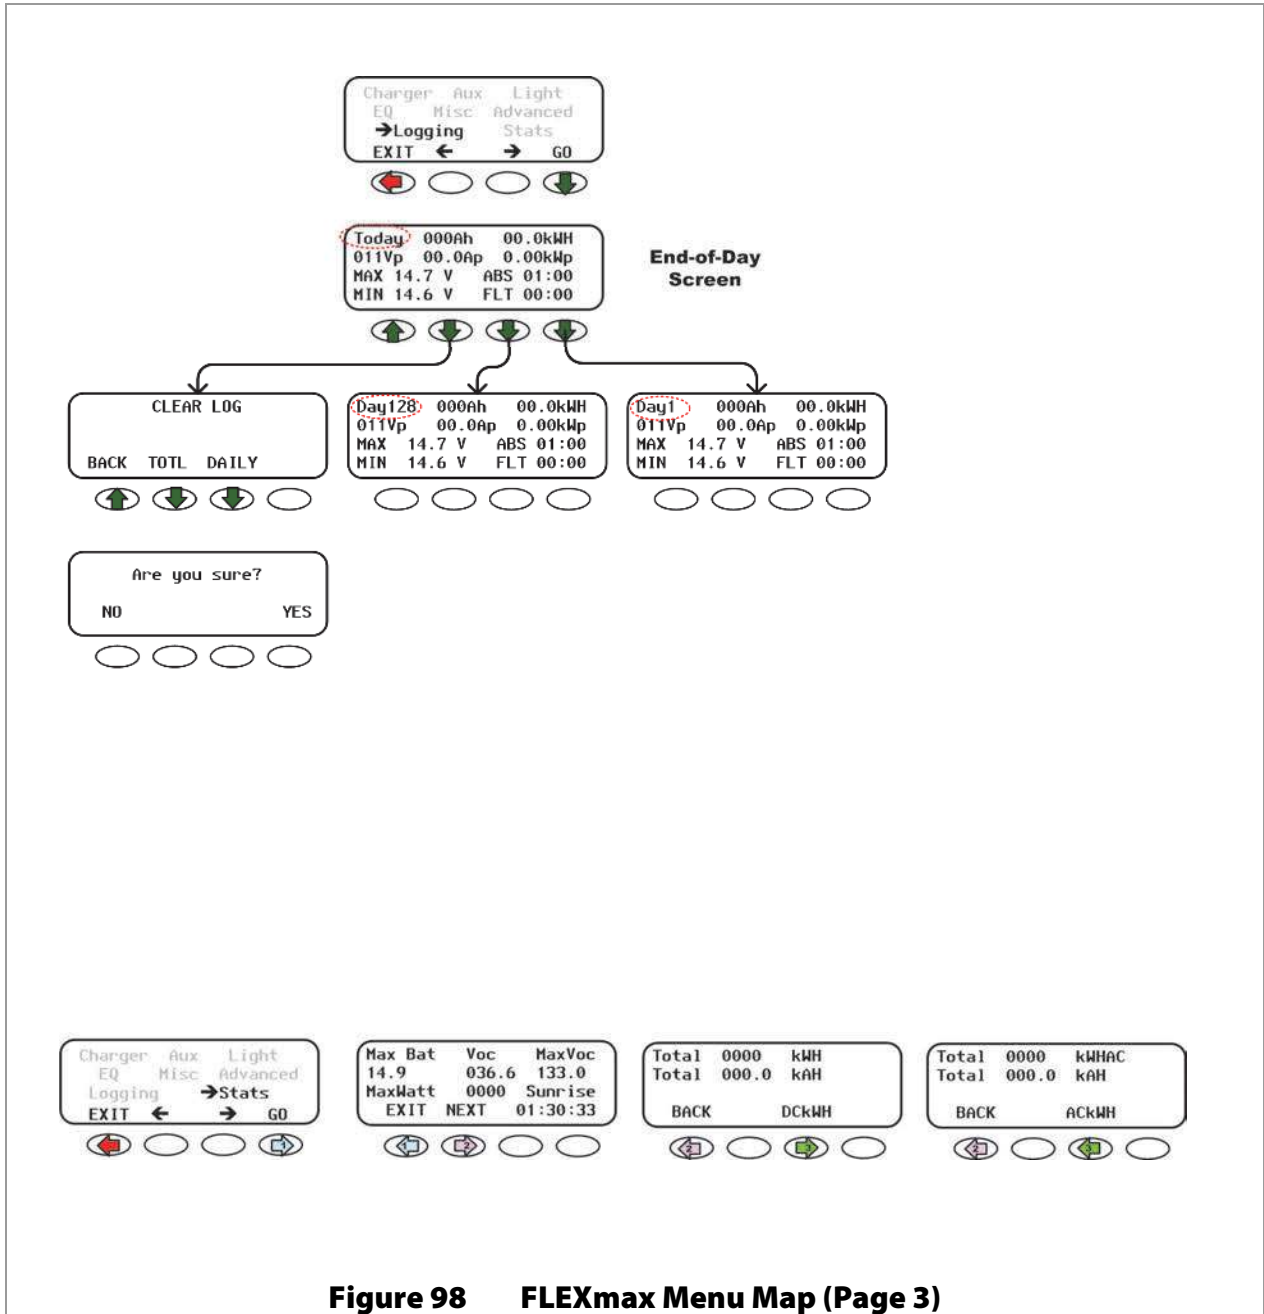 Charger Aux Light
EQ Misc Advanced
➔Logging Stats
EXIT ← → GO
Today 000Ah 00.0kWH
011Vp 00.0Ap 0.00kWp
MAX 14.7 V ABS 01:00
MIN 14.6 V FLT 00:00
End-of-Day
Screen
CLEAR LOG
BACK TOTL DAILY
Day128 000Ah 00.0kWH
011Vp 00.0Ap 0.00kWp
MAX 14.7 V ABS 01:00
MIN 14.6 V FLT 00:00
Day1 000Ah 00.0kWH
011Vp 00.0Ap 0.00kWp
MAX 14.7 V ABS 01:00
MIN 14.6 V FLT 00:00
Are you sure?
NO YES
Charger Aux Light
EQ Misc Advanced
Logging ➔Stats
EXIT ← → GO
1
Max Bat Voc MaxVoc
14.9 036.6 133.0
MaxWatt 0000 Sunrise
EXIT NEXT 01:30:33
1 2
Total 0000 kWH
Total 000.0 kAH
BACK DCkWH
2 3
Total 0000 kWHAC
Total 000.0 kAH
BACK ACkWH
2 3
Figure 98 FLEXmax Menu Map (Page 3)